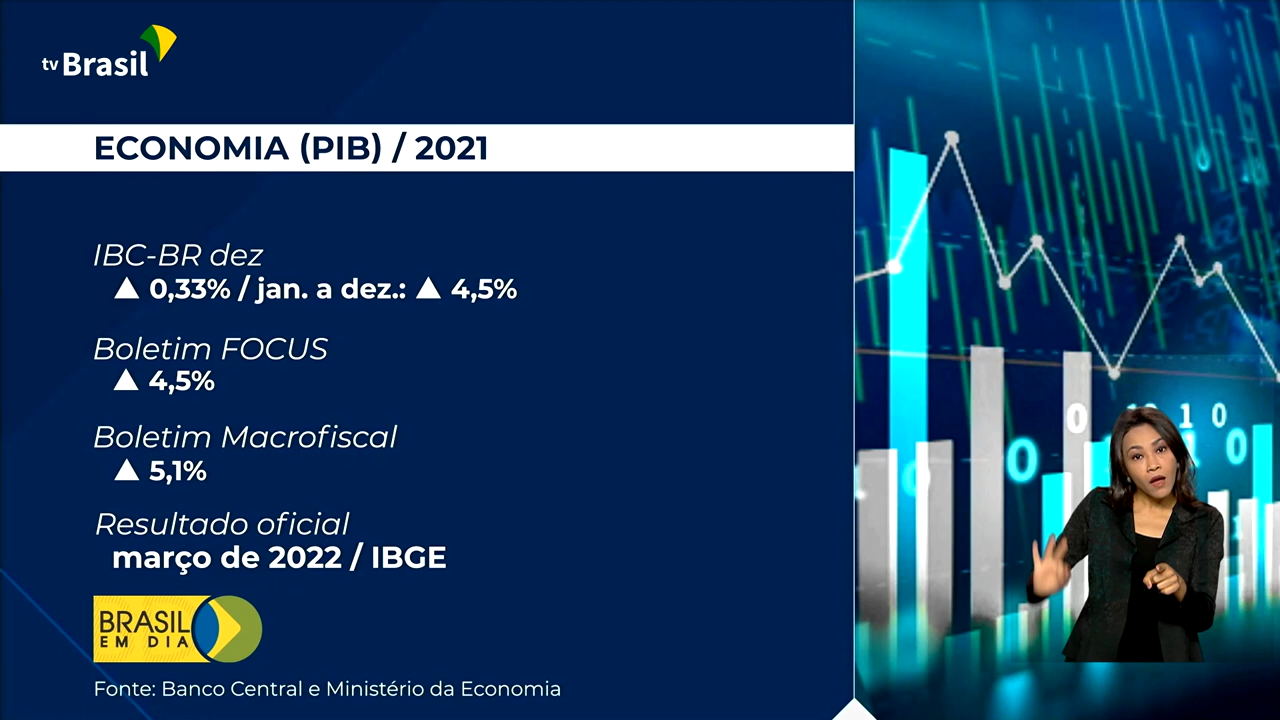 tv Brasil
ECONOMIA (PIB) / 2021
IBC-BR dez
▲ 0,33% / jan. a dez.: ▲ 4,5%
Boletim FOCUS
▲ 4,5%
Boletim Macrofiscal
▲ 5,1%
Resultado oficial
março de 2022 / IBGE
BRASIL
EM DIA
Fonte: Banco Central e Ministério da Economia